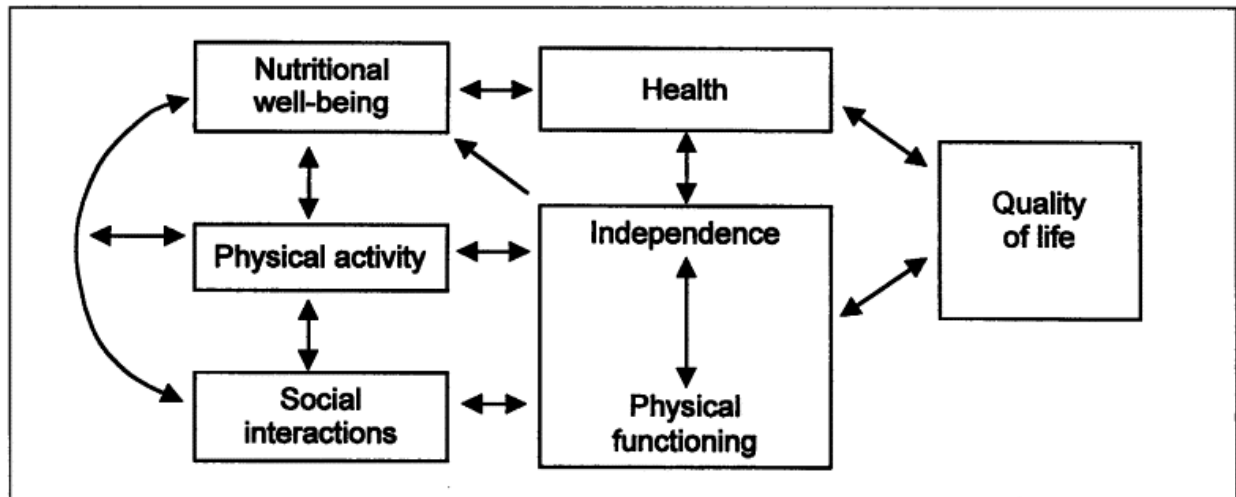 Nutritional
well-being
Health
Quality
of life
Independence
Physical activity
Social
interactions
Physical
functioning